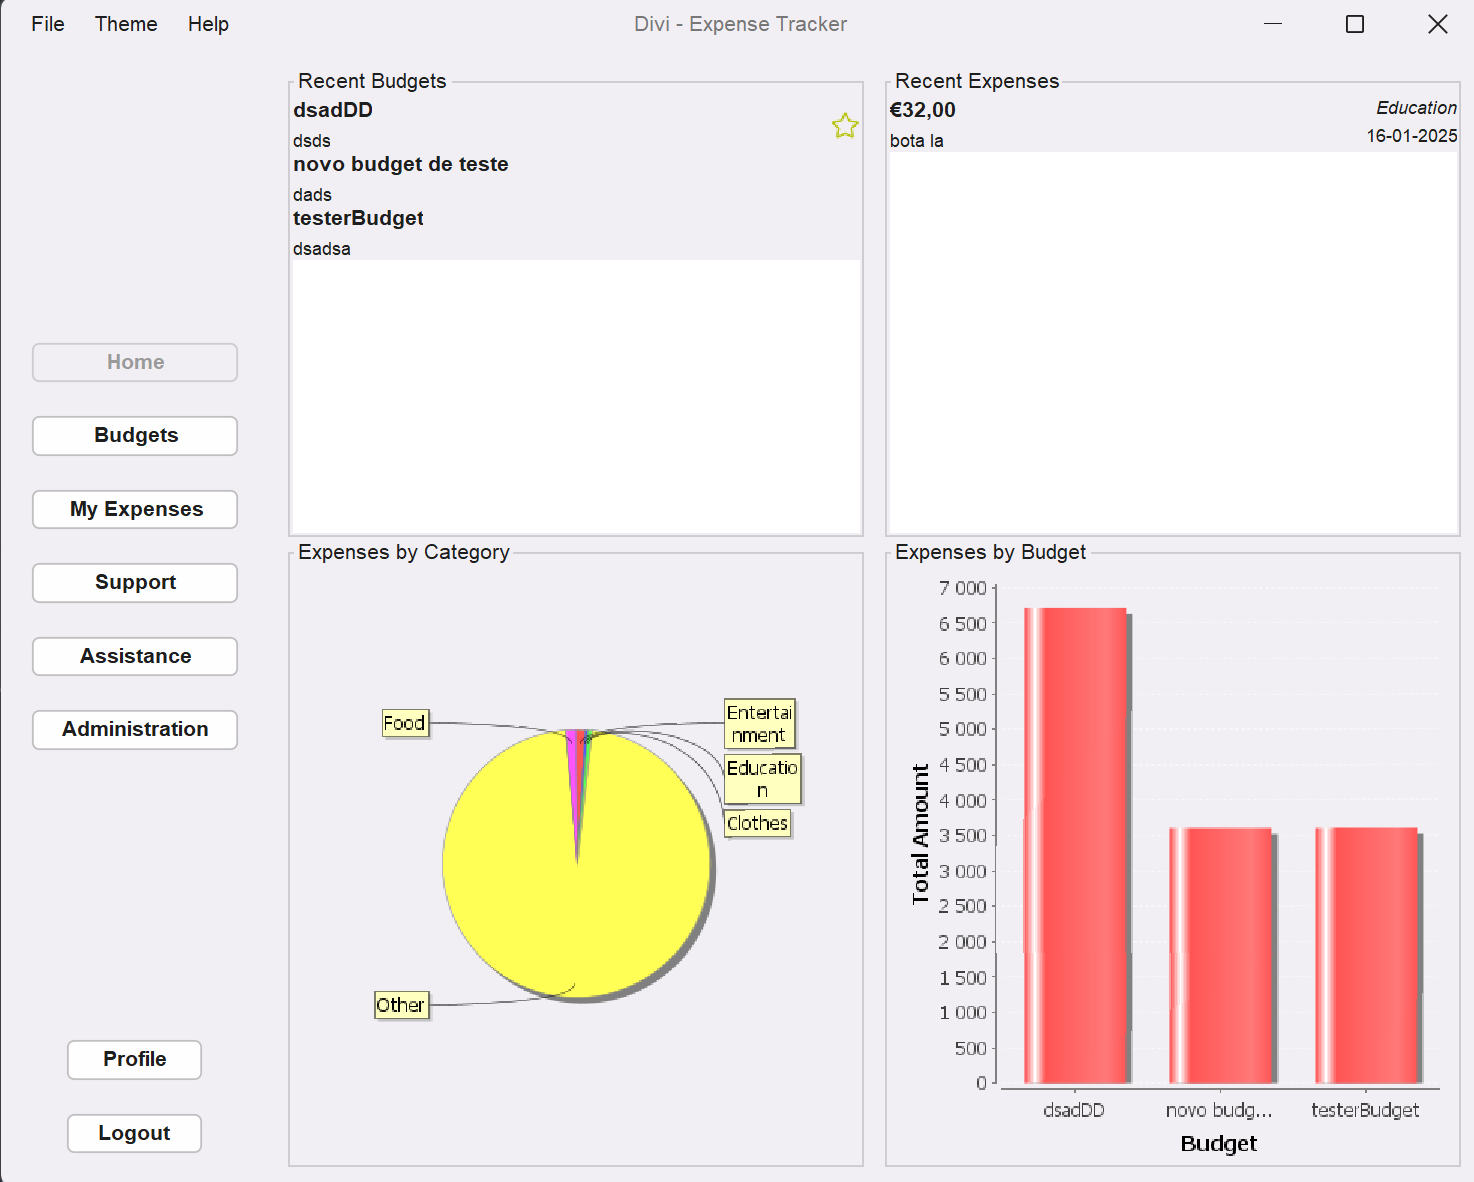 File Theme Help
Divi - Expense Tracker
Home
Budgets
My Expenses
Support
Assistance
Administration
Profile
Logout
Recent Budgets
dsadDD
dsds
novo budget de teste
dads
testerBudget
dsadsa
Recent Expenses
€32,00
Education
bota la
16-01-2025
Expenses by Category
Food
Entertai
nment
Educatio
n
Clothes
Other
Expenses by Budget
Total Amount
7 000
6 500
6 000
5 500
5 000
4 500
4 000
3 500
3 000
2 500
2 000
1 500
1 000
500
0
dsadDD
novo budg...
testerBudget
Budget